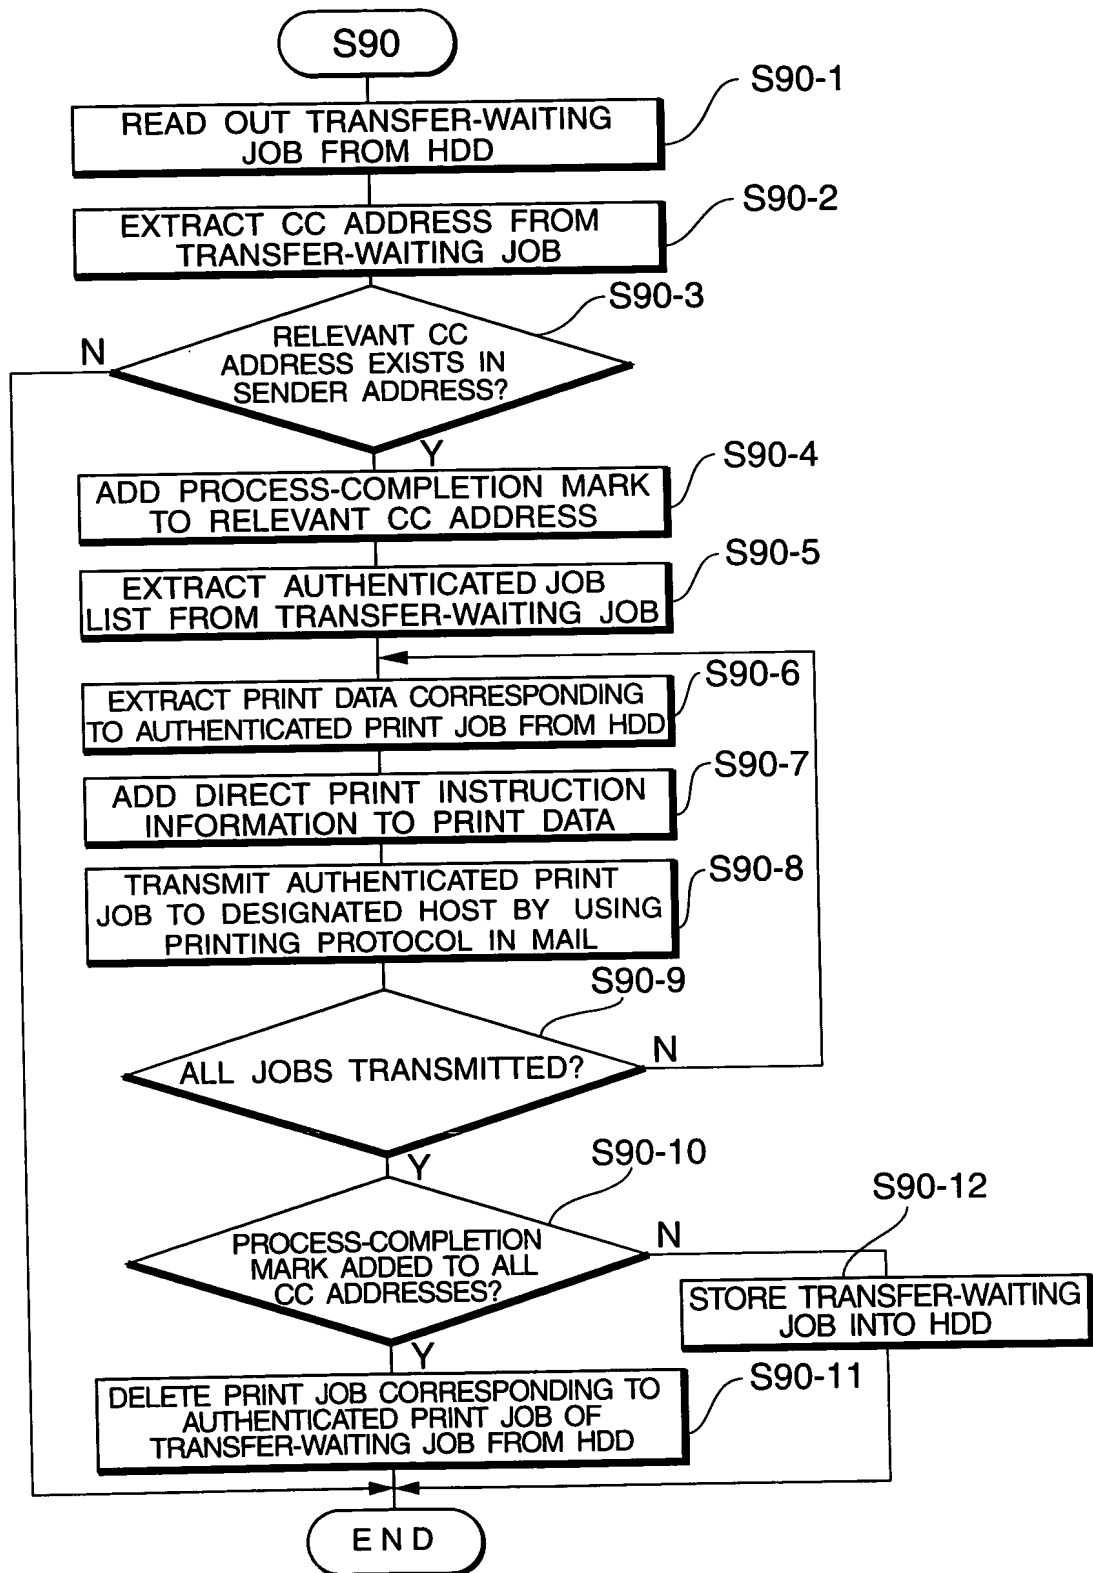 S90
S90-1
READ OUT TRANSFER-WAITING
JOB FROM HDD
S90-2
EXTRACT CC ADDRESS FROM
TRANSFER-WAITING JOB
S90-3
RELEVANT CC
ADDRESS EXISTS IN
SENDER ADDRESS?
N
Y
S90-4
ADD PROCESS-COMPLETION MARK
TO RELEVANT CC ADDRESS
S90-5
EXTRACT AUTHENTICATED JOB
LIST FROM TRANSFER-WAITING JOB
S90-6
EXTRACT PRINT DATA CORRESPONDING
TO AUTHENTICATED PRINT JOB FROM HDD
S90-7
ADD DIRECT PRINT INSTRUCTION
INFORMATION TO PRINT DATA
S90-8
TRANSMIT AUTHENTICATED PRINT
JOB TO DESIGNATED HOST BY USING
PRINTING PROTOCOL IN MAIL
S90-9
ALL JOBS TRANSMITTED?
N
Y
S90-10
PROCESS-COMPLETION
MARK ADDED TO ALL
CC ADDRESSES?
N
S90-12
STORE TRANSFER-WAITING
JOB INTO HDD
Y
S90-11
DELETE PRINT JOB CORRESPONDING TO
AUTHENTICATED PRINT JOB OF
TRANSFER-WAITING JOB FROM HDD
END